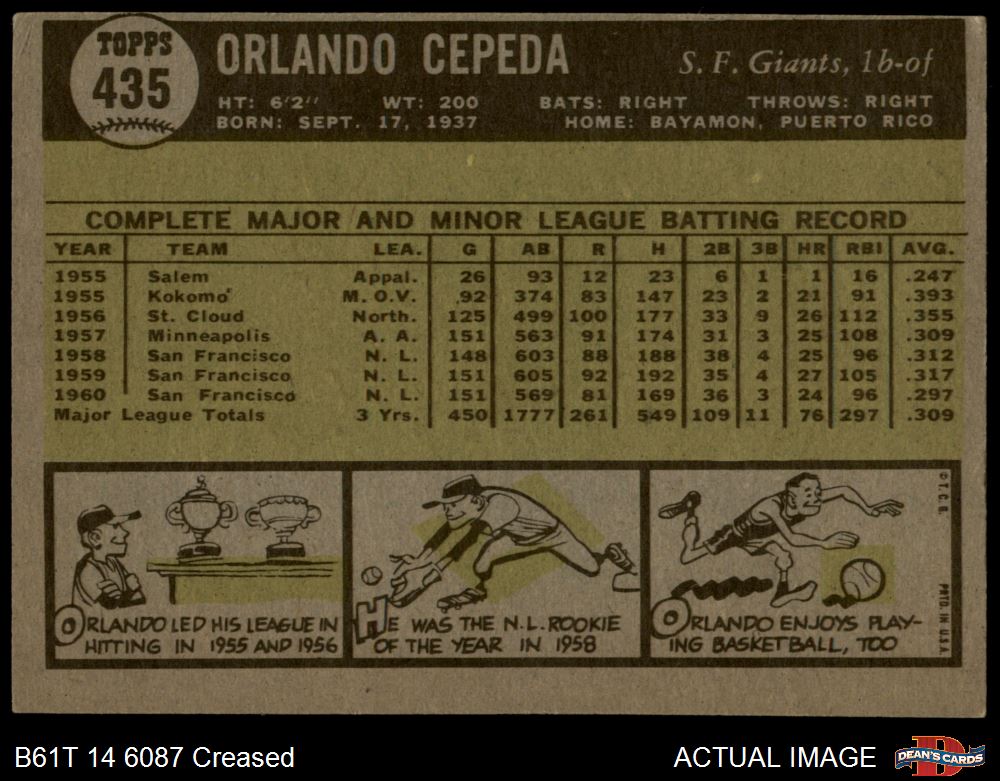 TOPPS
435
ORLANDO CEPEDA
S. F. Giants, 1b-of
HT: 6'2" WT: 200 BATS: RIGHT THROWS: RIGHT
BORN: SEPT. 17, 1937 HOME: BAYAMON, PUERTO RICO
COMPLETE MAJOR AND MINOR LEAGUE BATTING RECORD
YEAR TEAM LEA. G AB R H 2B 3B HR RBI AVG.
1955 Salem Appal. 26 93 12 23 6 1 1 16 .247
1955 Kokomo M. O. V. 92 374 83 147 23 2 21 91 .393
1956 St. Cloud North. 125 499 100 177 33 9 26 112 .355
1957 Minneapolis A. A. 151 563 91 174 31 3 25 108 .309
1958 San Francisco N. L. 148 603 88 188 38 4 25 96 .312
1959 San Francisco N. L. 151 605 92 192 35 4 27 105 .317
1960 San Francisco N. L. 151 569 81 169 36 3 24 96 .297
Major League Totals 3 Yrs. 450 1777 261 549 109 11 76 297 .309
ORLANDO LED HIS LEAGUE IN
HITTING IN 1955 AND 1956
HE WAS THE N.L. ROOKIE
OF THE YEAR IN 1958
ORLANDO ENJOYS PLAY-
ING BASKETBALL, TOO
© T. C. G.
PRTD. IN U.S.A.
B61T 14 6087 Creased
ACTUAL IMAGE
D
DEAN'S CARDS